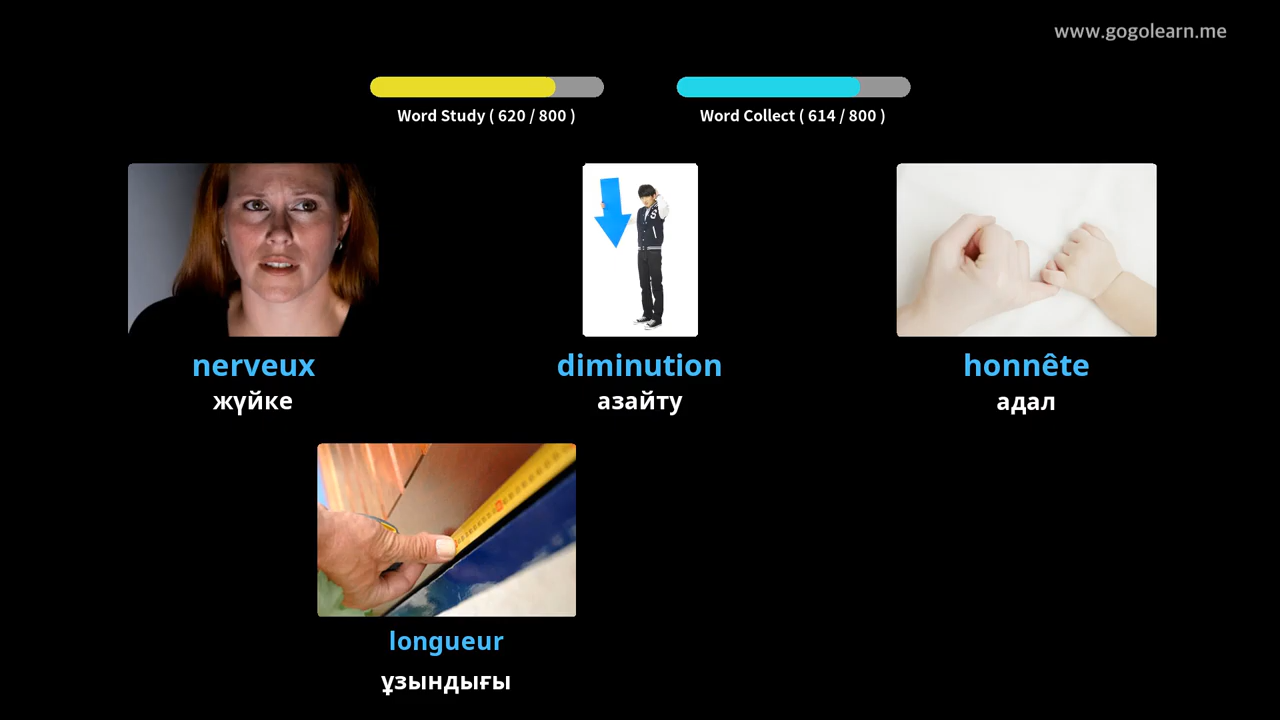 www.gogolearn.me
Word Study ( 620 / 800 )
Word Collect ( 614 / 800 )
S
nerveux
diminution
honnête
жүйке
азайту
адал
longueur
ұзындығы